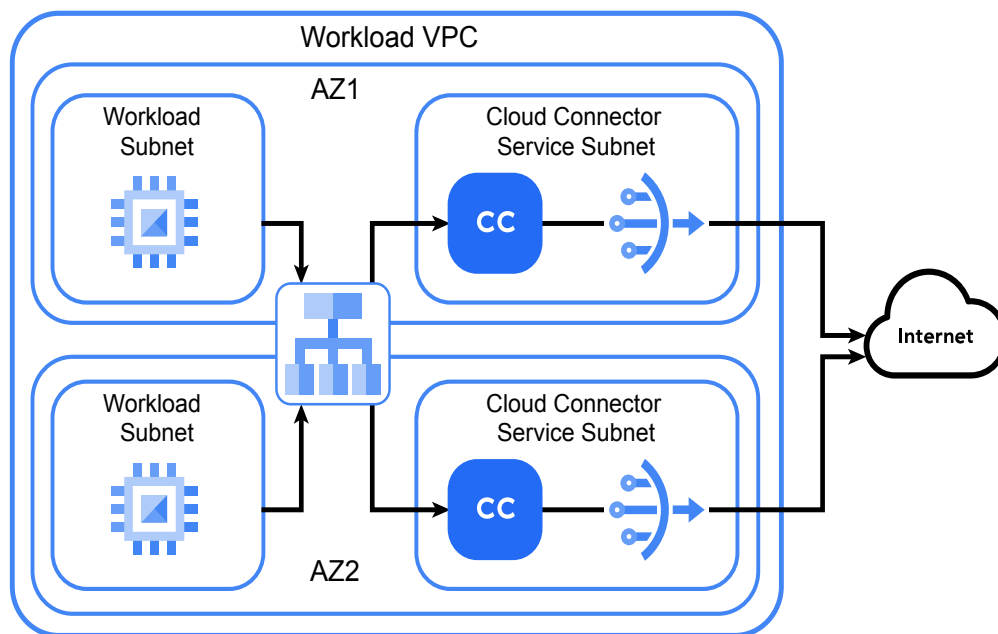 Workload VPC
AZ1
Workload
Subnet
Cloud Connector
Service Subnet
CC
Internet
Workload
Subnet
Cloud Connector
Service Subnet
CC
AZ2